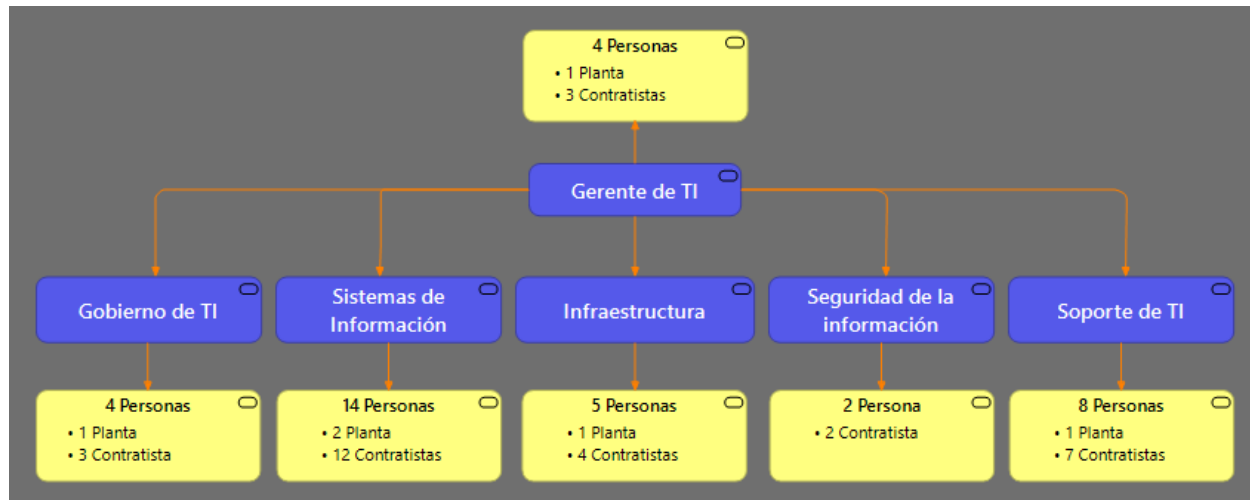 4 Personas
• 1 Planta
• 3 Contratistas
Gerente de TI
Gobierno de TI
Sistemas de
Información
Infraestructura
Seguridad de la
información
Soporte de TI
4 Personas
• 1 Planta
• 3 Contratista
14 Personas
• 2 Planta
• 12 Contratistas
5 Personas
• 1 Planta
• 4 Contratistas
2 Persona
• 2 Contratista
8 Personas
• 1 Planta
• 7 Contratistas